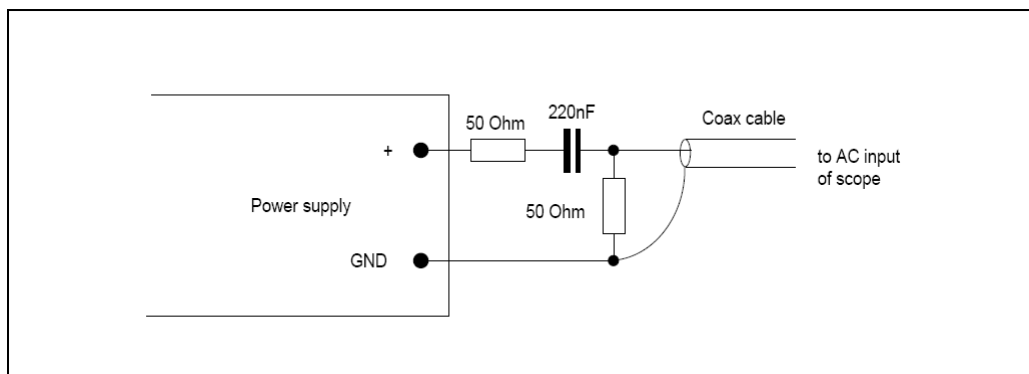 220nF
50 Ohm
Coax cable
+
to AC input
of scope
Power supply
50 Ohm
GND